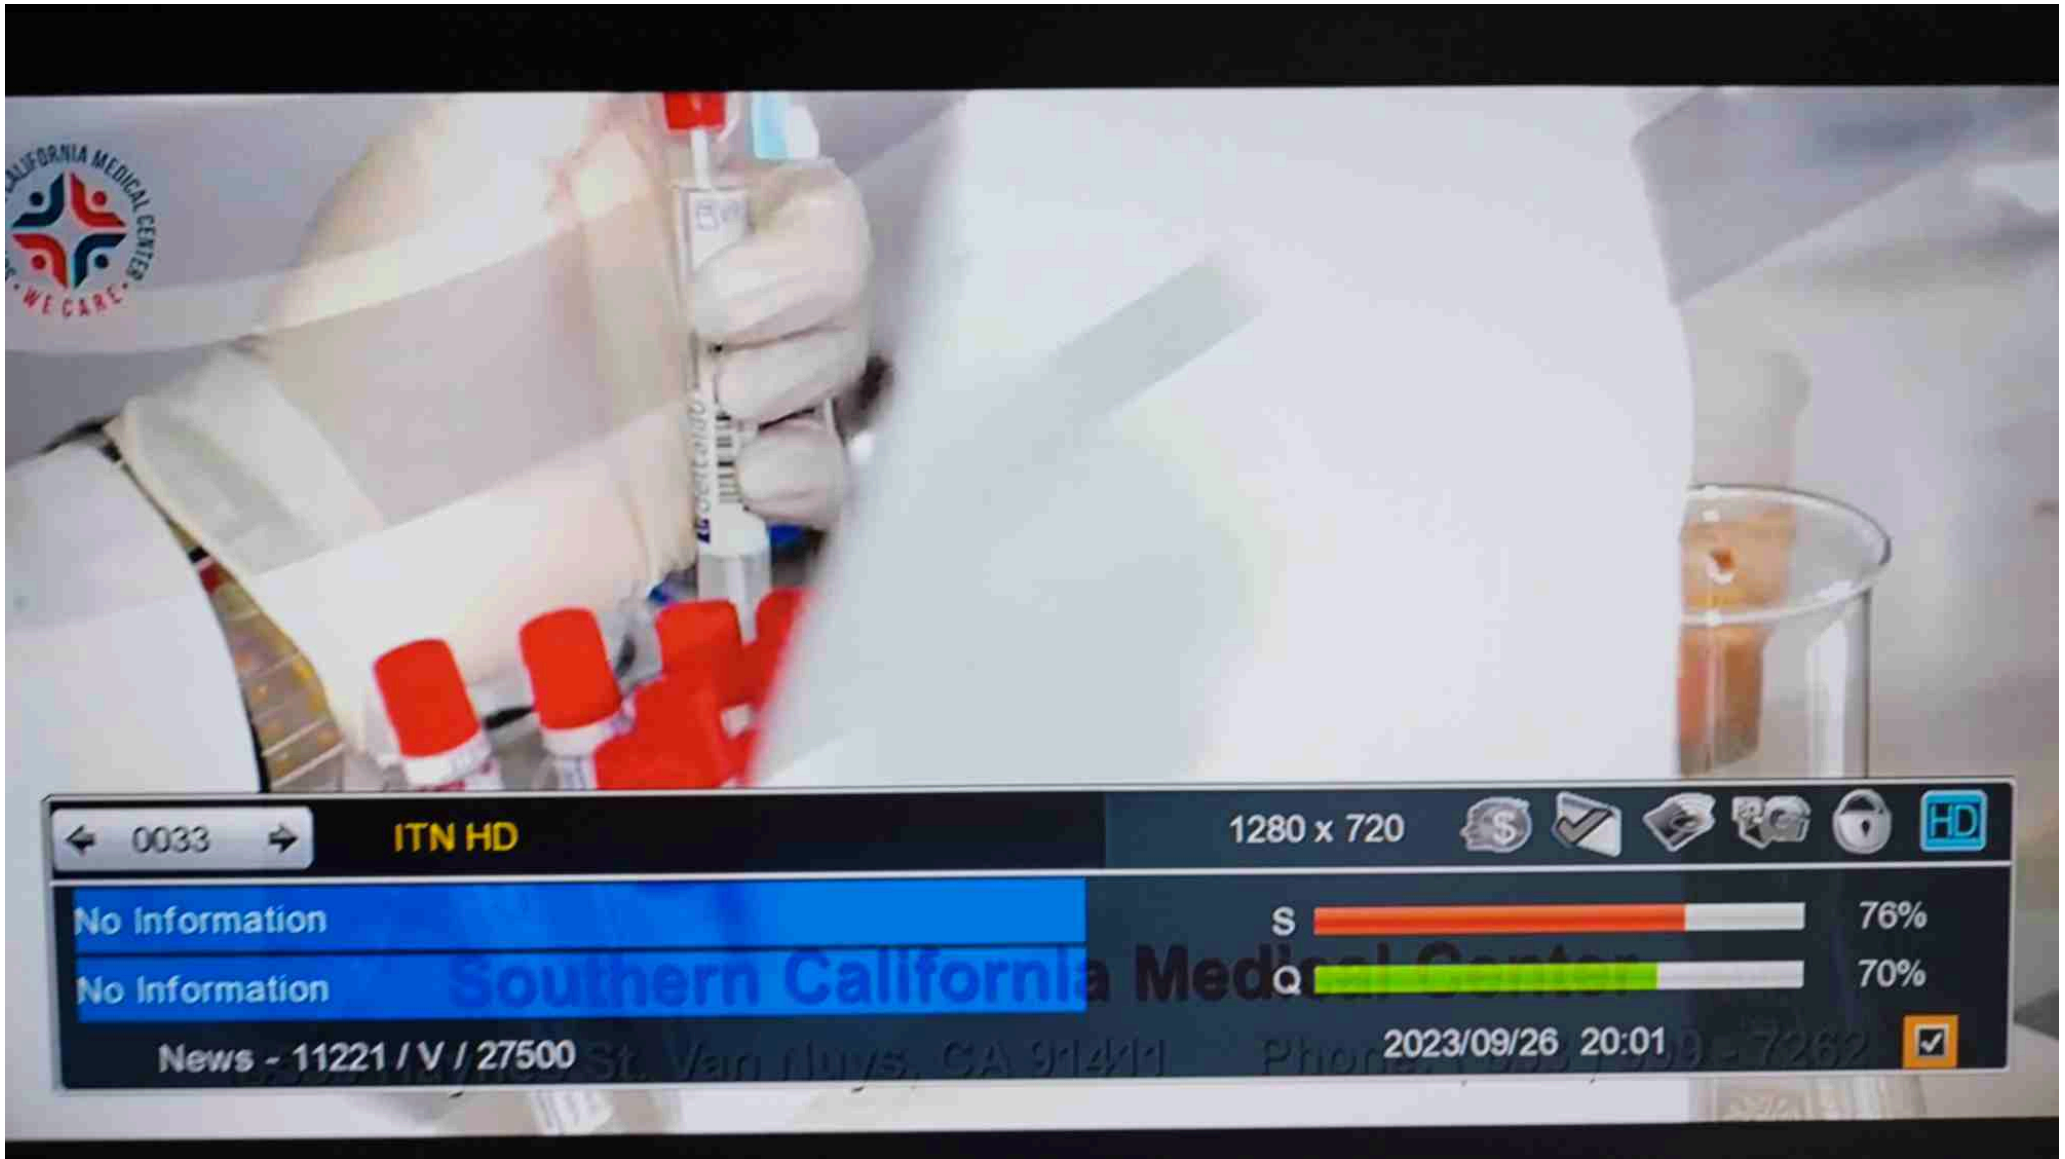 CALIFORNIA MEDICAL CENTER
WE CARE
0033
ITN HD
1280 x 720
$
HD
No Information
S
76%
Southern California Medical Center
No Information
Q
70%
News - 11221 / V / 27500
St. Van Nuys, CA 91411
2023/09/26 20:01
7262